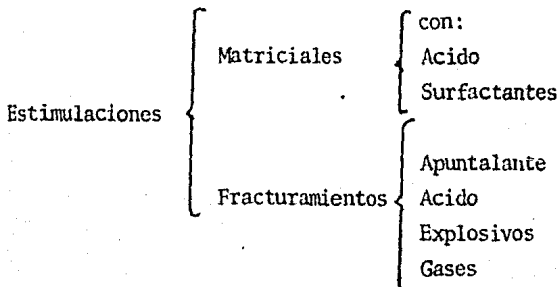 con:
Matriciales Acido
Surfactantes
Estimulaciones
Apuntalante
Fracturamientos Acido
Explosivos
Gases